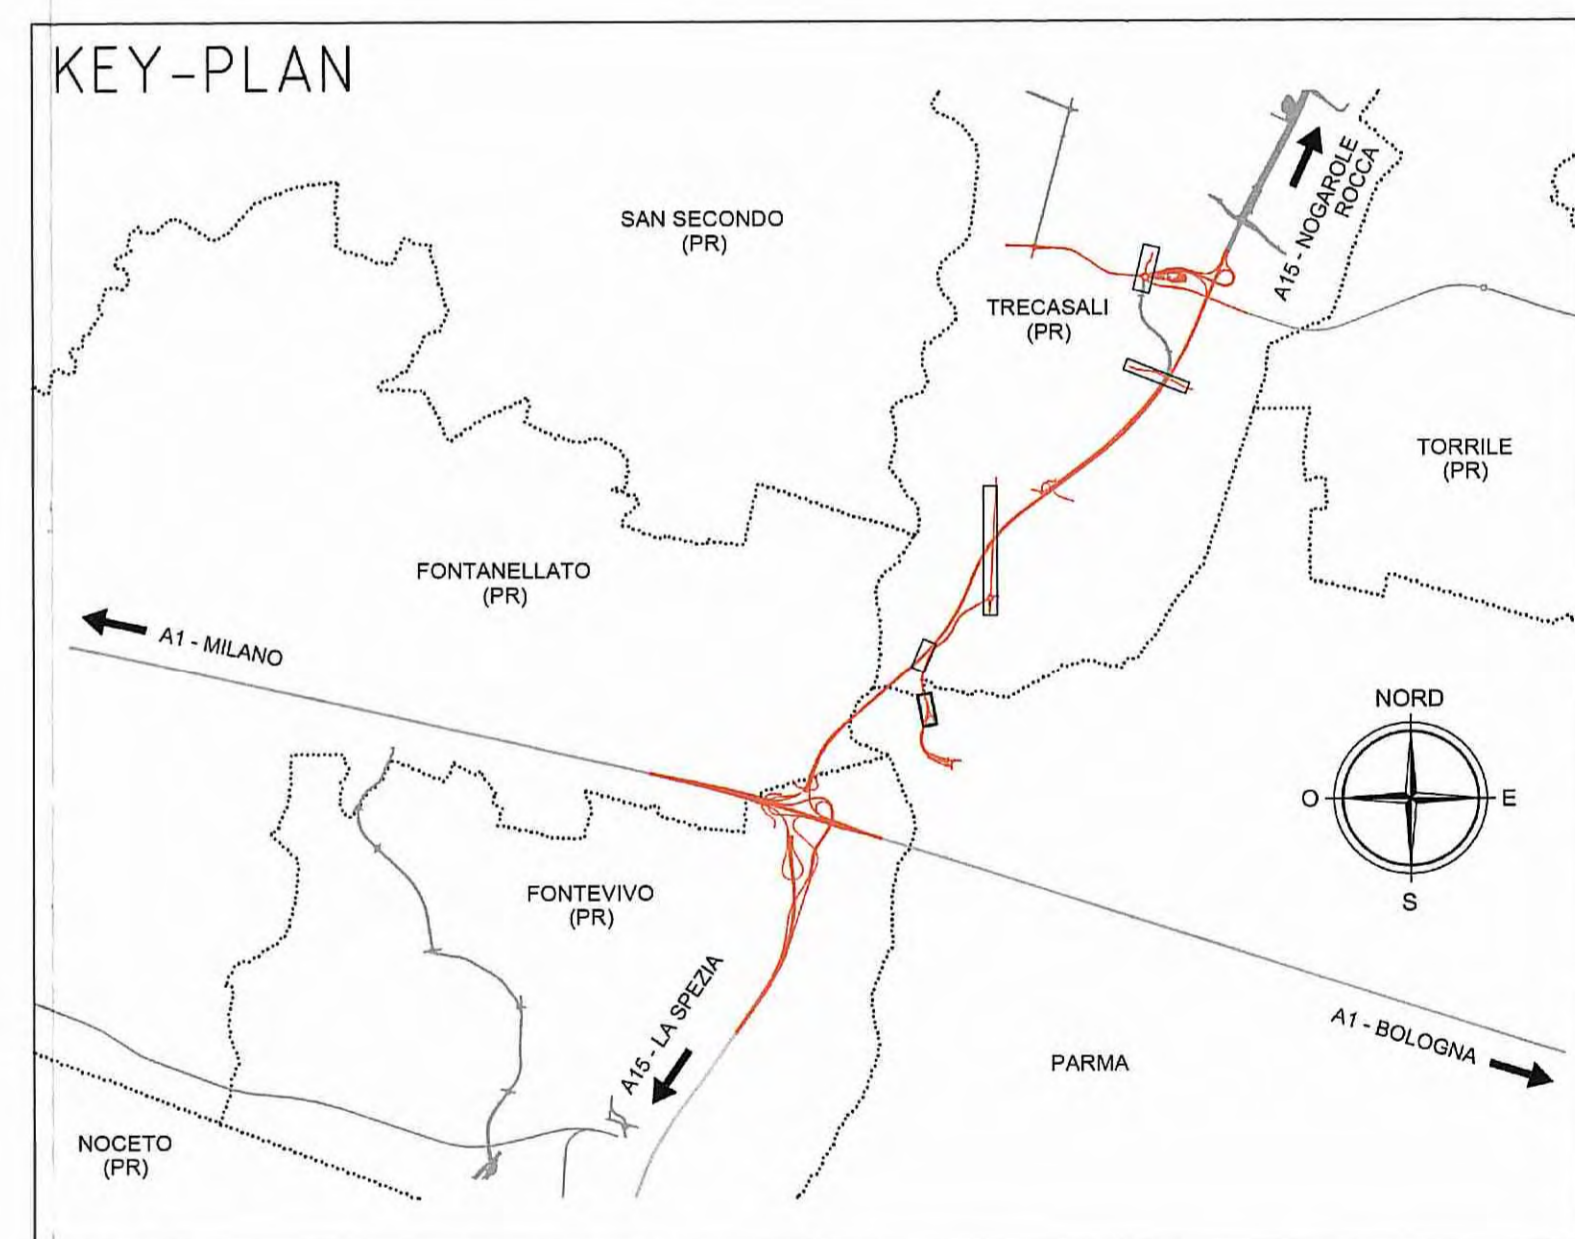 KEY-PLAN
SAN SECONDO
(PR)
A15 - NOGAROLE
ROCCA
TRECASALI
(PR)
TORRILE
(PR)
FONTANELLATO
(PR)
A1 - MILANO
NORD
O
E
S
FONTEVIVO
(PR)
A15 - LA SPEZIA
A1 - BOLOGNA
PARMA
NOCETO
(PR)